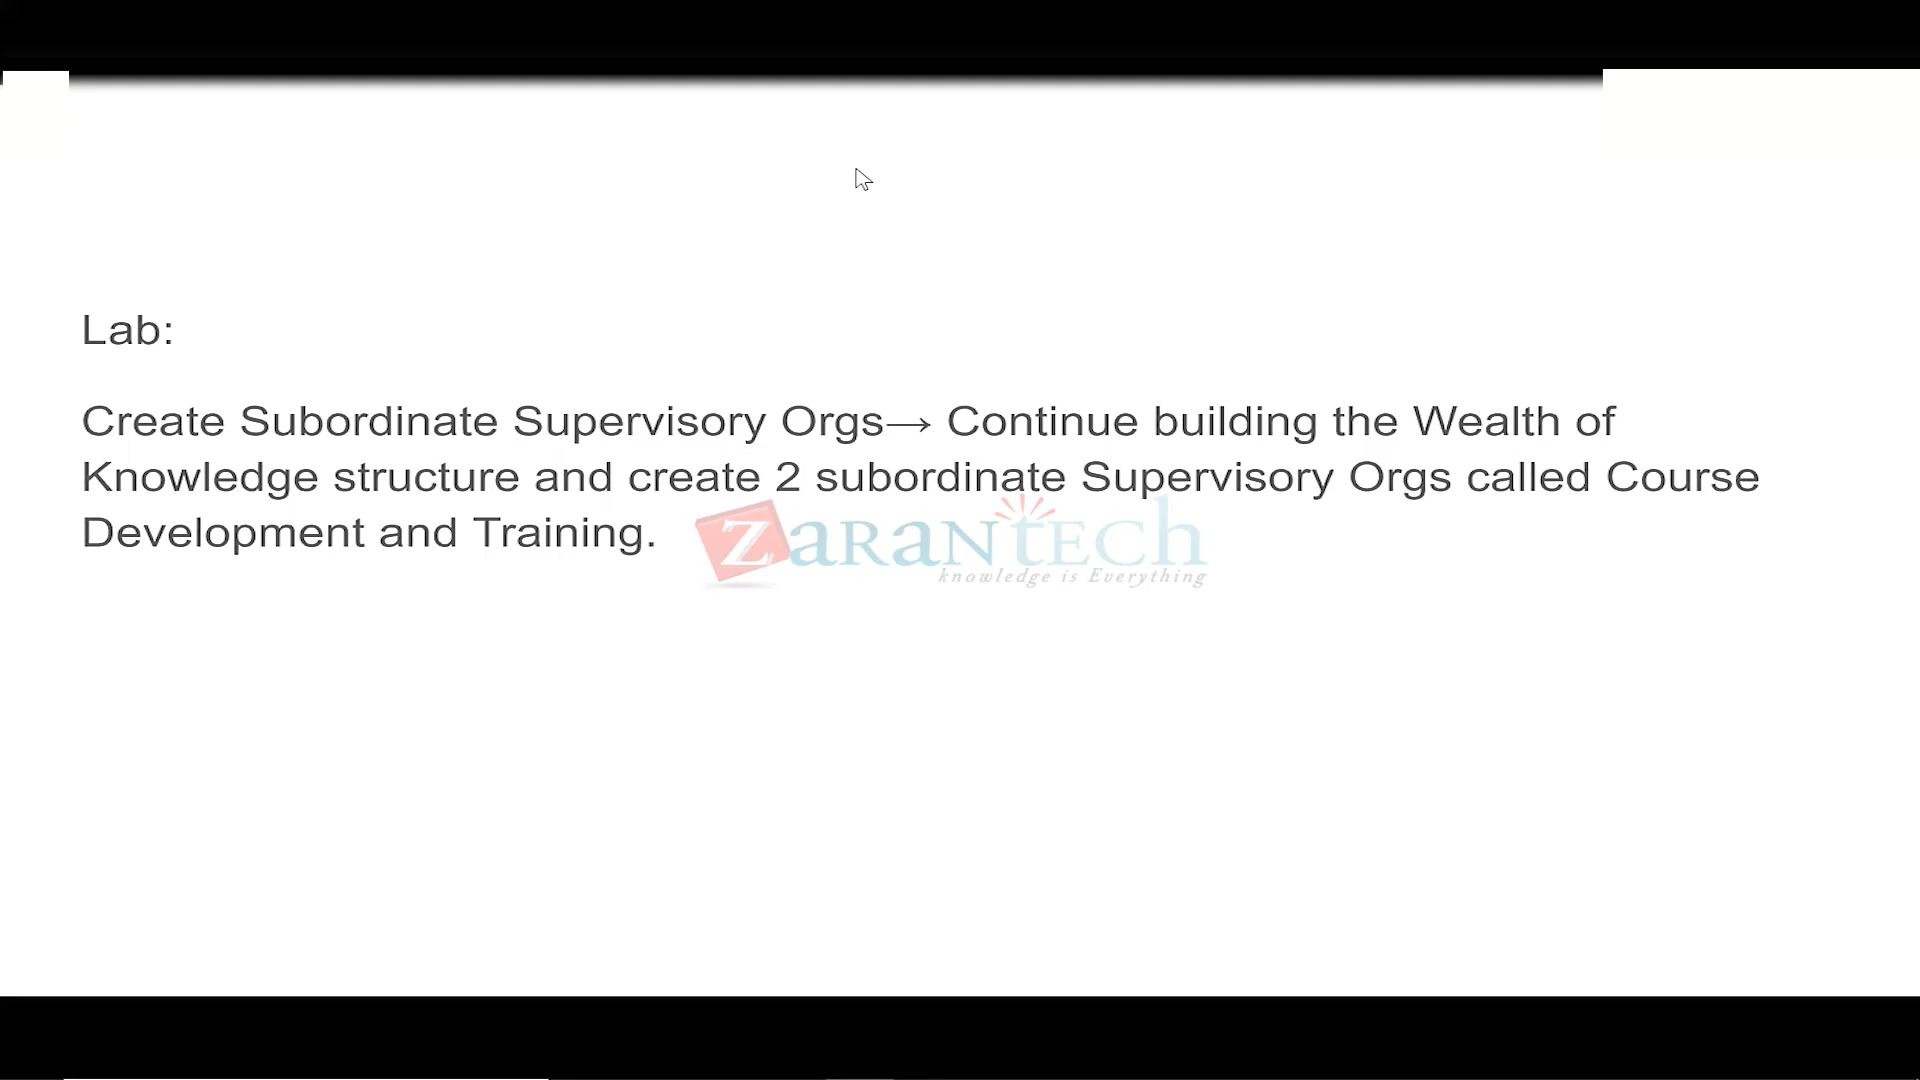 Lab:
Create Subordinate Supervisory Orgs→ Continue building the Wealth of
Knowledge structure and create 2 subordinate Supervisory Orgs called Course
Development and Training.
ZaranTech
knowledge is Everything